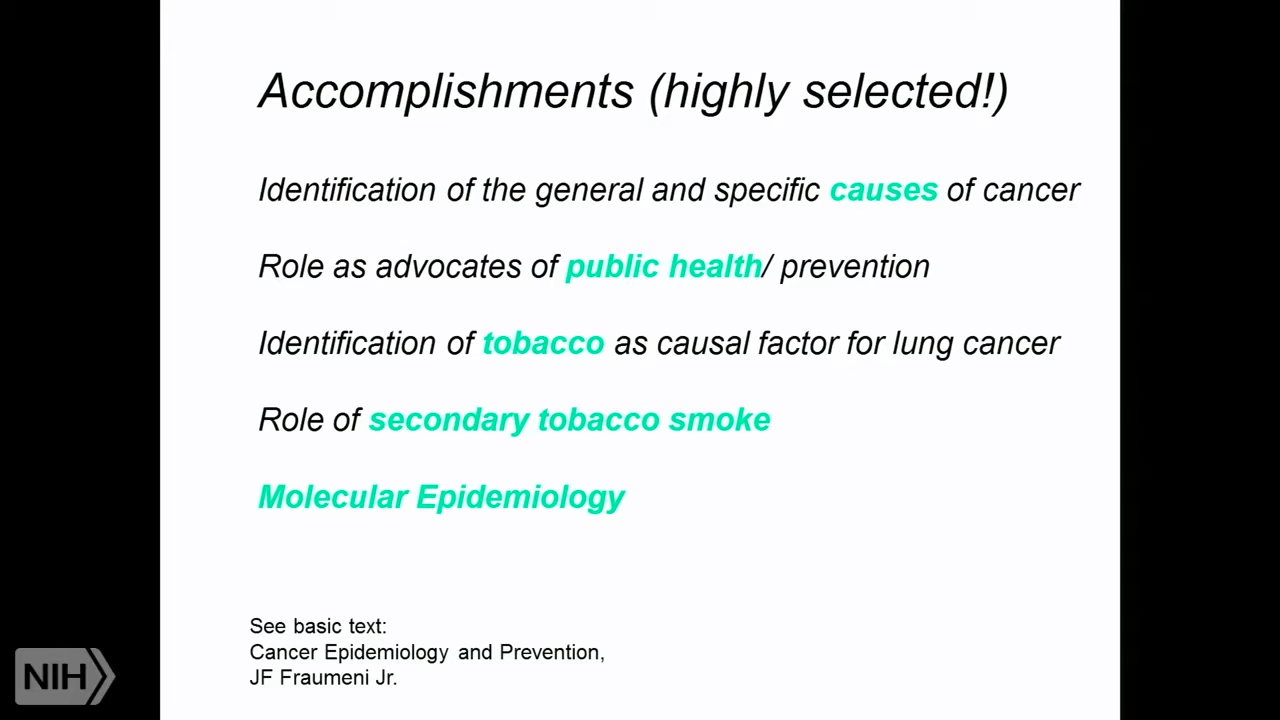 Accomplishments (highly selected!)
Identification of the general and specific causes of cancer
Role as advocates of public health/ prevention
Identification of tobacco as causal factor for lung cancer
Role of secondary tobacco smoke
Molecular Epidemiology
See basic text:
Cancer Epidemiology and Prevention,
JF Fraumeni Jr.
NIH